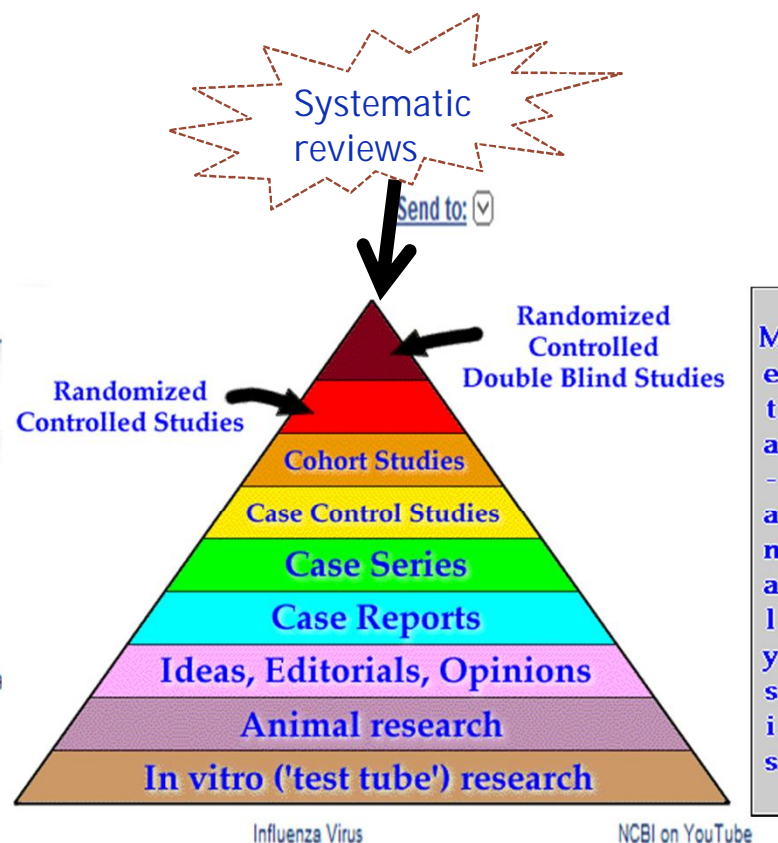 Systematic
reviews
Send to:
Randomized
Controlled
Double Blind Studies
Randomized
Controlled Studies
Cohort Studies
Case Control Studies
Case Series
Case Reports
Ideas, Editorials, Opinions
Animal research
In vitro ('test tube') research
M
e
t
a
-
a
n
a
l
y
s
i
s
Influenza Virus
NCBI on YouTube